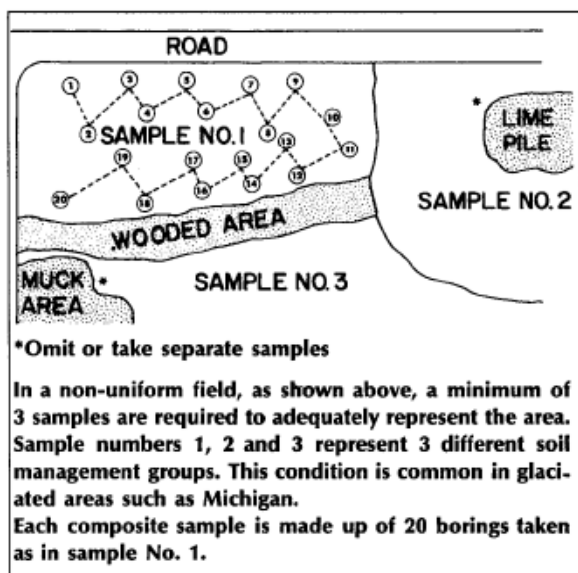 ROAD
1
3
5
7
9
2
4
6
8
10
SAMPLE NO. 1
11
19
17
15
13
12
20
18
16
14
LIME
PILE
*
SAMPLE NO. 2
WOODED AREA
MUCK
AREA
*
SAMPLE NO. 3
*Omit or take separate samples
In a non-uniform field, as shown above, a minimum of
3 samples are required to adequately represent the area.
Sample numbers 1, 2 and 3 represent 3 different soil
management groups. This condition is common in glaci-
ated areas such as Michigan.
Each composite sample is made up of 20 borings taken
as in sample No. 1.